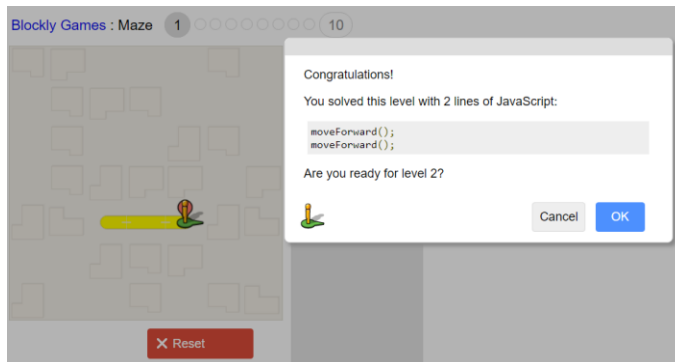 Blockly Games : Maze 1 10
Congratulations!
You solved this level with 2 lines of JavaScript:
moveForward();
moveForward();
Are you ready for level 2?
Cancel OK
Reset